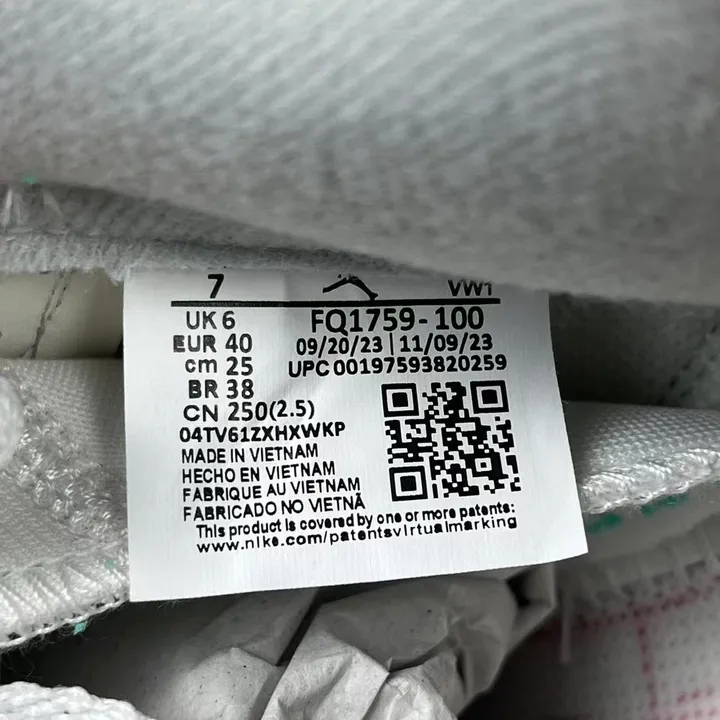 7 VW1
UK 6 FQ1759-100
EUR 40 09/20/23 | 11/09/23
cm 25 UPC 00197593820259
BR 38
CN 250(2.5)
04TV61ZXHXWKP
MADE IN VIETNAM
HECHO EN VIETNAM
FABRIQUE AU VIETNAM
FABRICADO NO VIETNÃ
This product is covered by one or more patents:
www.nike.com/patentsvirtualmarking